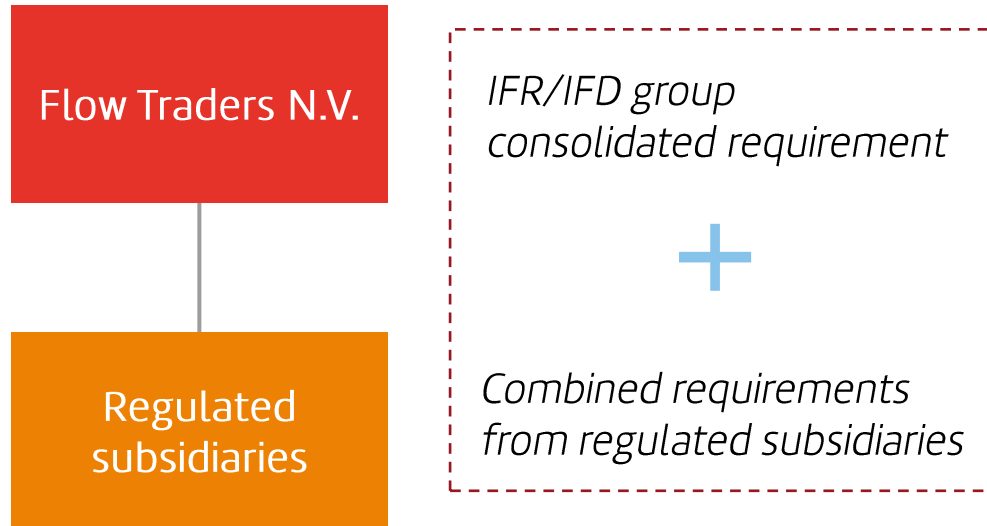 Flow Traders N.V.
IFR/IFD group
consolidated requirement
+
Regulated
subsidiaries
Combined requirements
from regulated subsidiaries